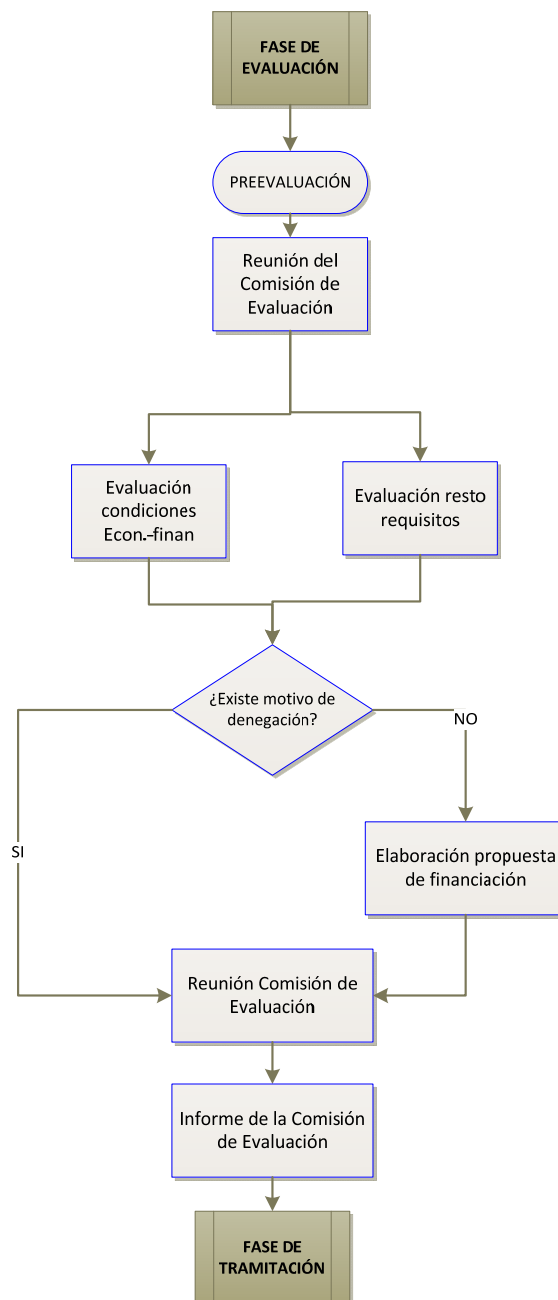 FASE DE
EVALUACIÓN
PREEVALUACIÓN
Reunión del
Comisión de
Evaluación
Evaluación
condiciones
Econ.-finan
Evaluación resto
requisitos
¿Existe motivo de
denegación?
NO
SI
Elaboración propuesta
de financiación
Reunión Comisión de
Evaluación
Informe de la Comisión
de Evaluación
FASE DE
TRAMITACIÓN